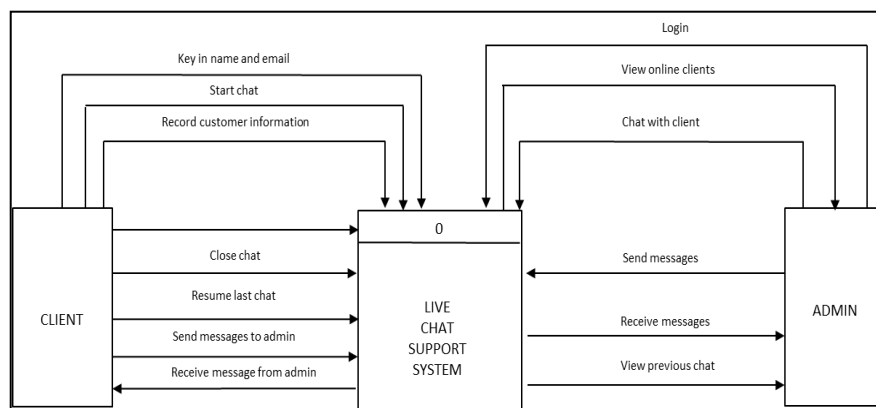 Login
Key in name and email
View online clients
Start chat
Record customer information
Chat with client
0
Close chat
Send messages
Resume last chat
LIVE
CHAT
SUPPORT
SYSTEM
CLIENT
ADMIN
Send messages to admin
Receive messages
Receive message from admin
View previous chat